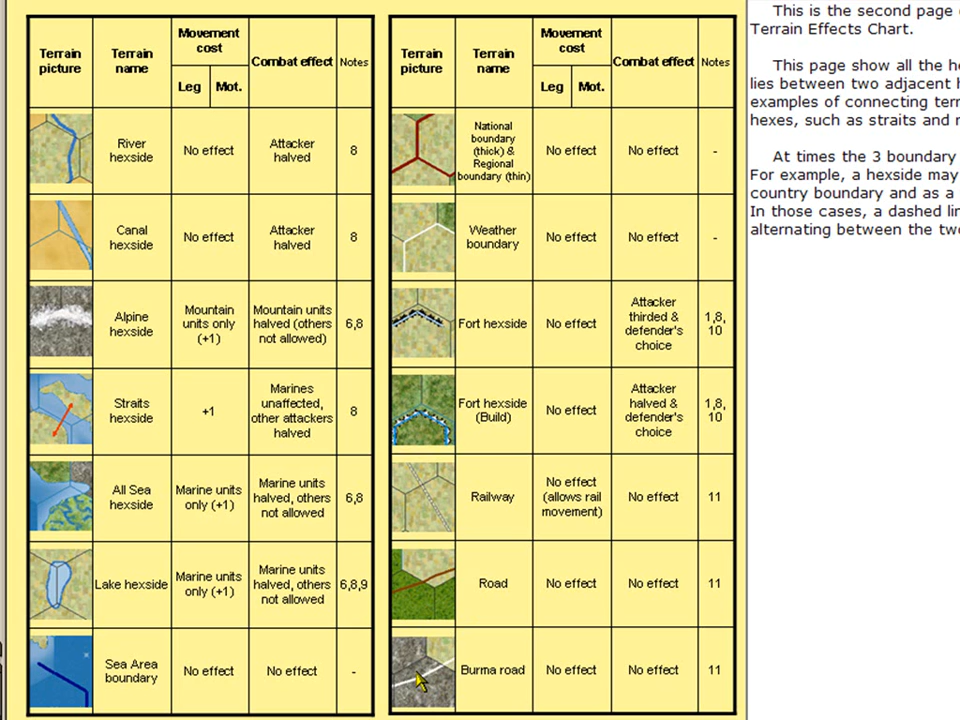 Terrain picture
Terrain name
Movement cost
Leg
Mot.
Combat effect
Notes
River hexside
No effect
Attacker halved
8
Canal hexside
No effect
Attacker halved
8
Alpine hexside
Mountain units only (+1)
Mountain units halved (others not allowed)
6,8
Straits hexside
+1
Marines unaffected, other attackers halved
8
All Sea hexside
Marine units only (+1)
Marine units halved, others not allowed
6,8
Lake hexside
Marine units only (+1)
Marine units halved, others not allowed
6,8,9
Sea Area boundary
No effect
No effect
-
Terrain picture
Terrain name
Movement cost
Leg
Mot.
Combat effect
Notes
National boundary (thick) & Regional boundary (thin)
No effect
No effect
-
Weather boundary
No effect
No effect
-
Fort hexside
No effect
Attacker thirded & defender's choice
1,8, 10
Fort hexside (Build)
No effect
Attacker halved & defender's choice
1,8, 10
Railway
No effect (allows rail movement)
No effect
11
Road
No effect
No effect
11
Burma road
No effect
No effect
11
This is the second page
Terrain Effects Chart.
This page show all the
lies between two adjacent
examples of connecting
hexes, such as straits and
At times the 3 boundary
For example, a hexside may
country boundary and as a
In those cases, a dashed
alternating between the